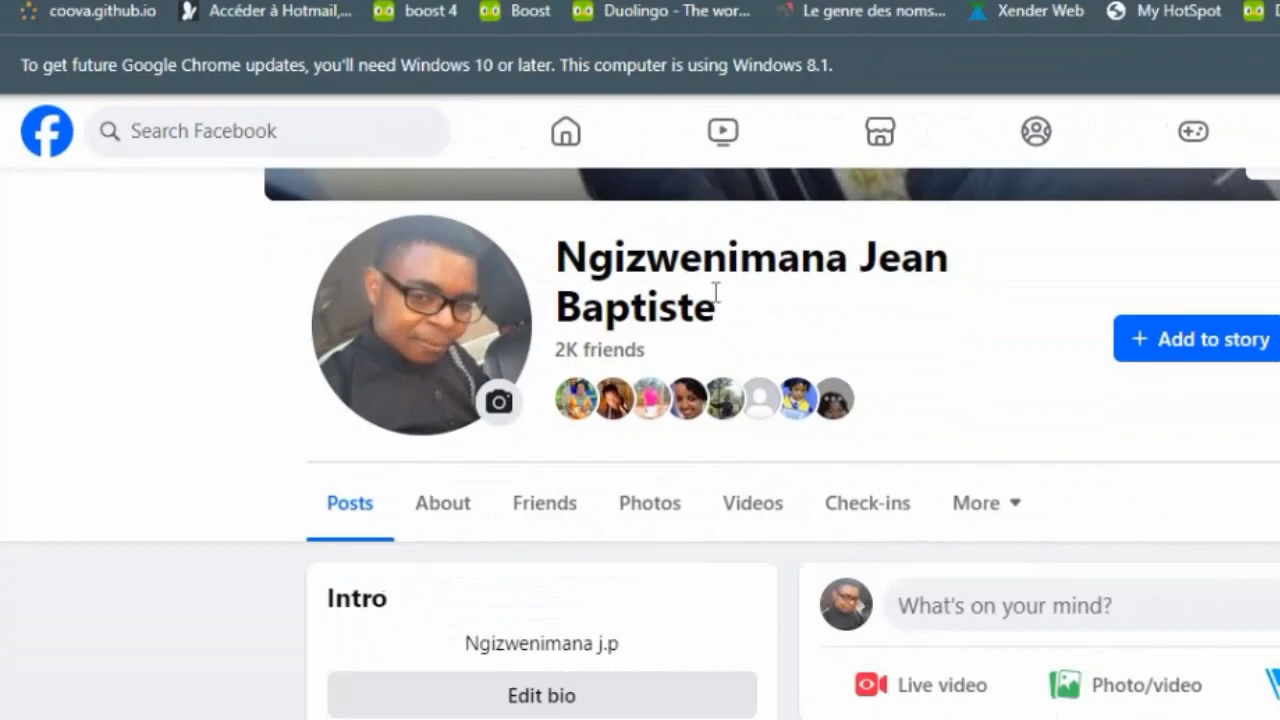 coova.github.io Accéder à Hotmail,... boost 4 Boost Duolingo - The wor... Le genre des noms... Xender Web My HotSpot
To get future Google Chrome updates, you'll need Windows 10 or later. This computer is using Windows 8.1.
Search Facebook
Ngizwenimana Jean
Baptiste
2K friends
+ Add to story
Posts About Friends Photos Videos Check-ins More
Intro
What's on your mind?
Ngizwenimana j.p
Edit bio
Live video Photo/video